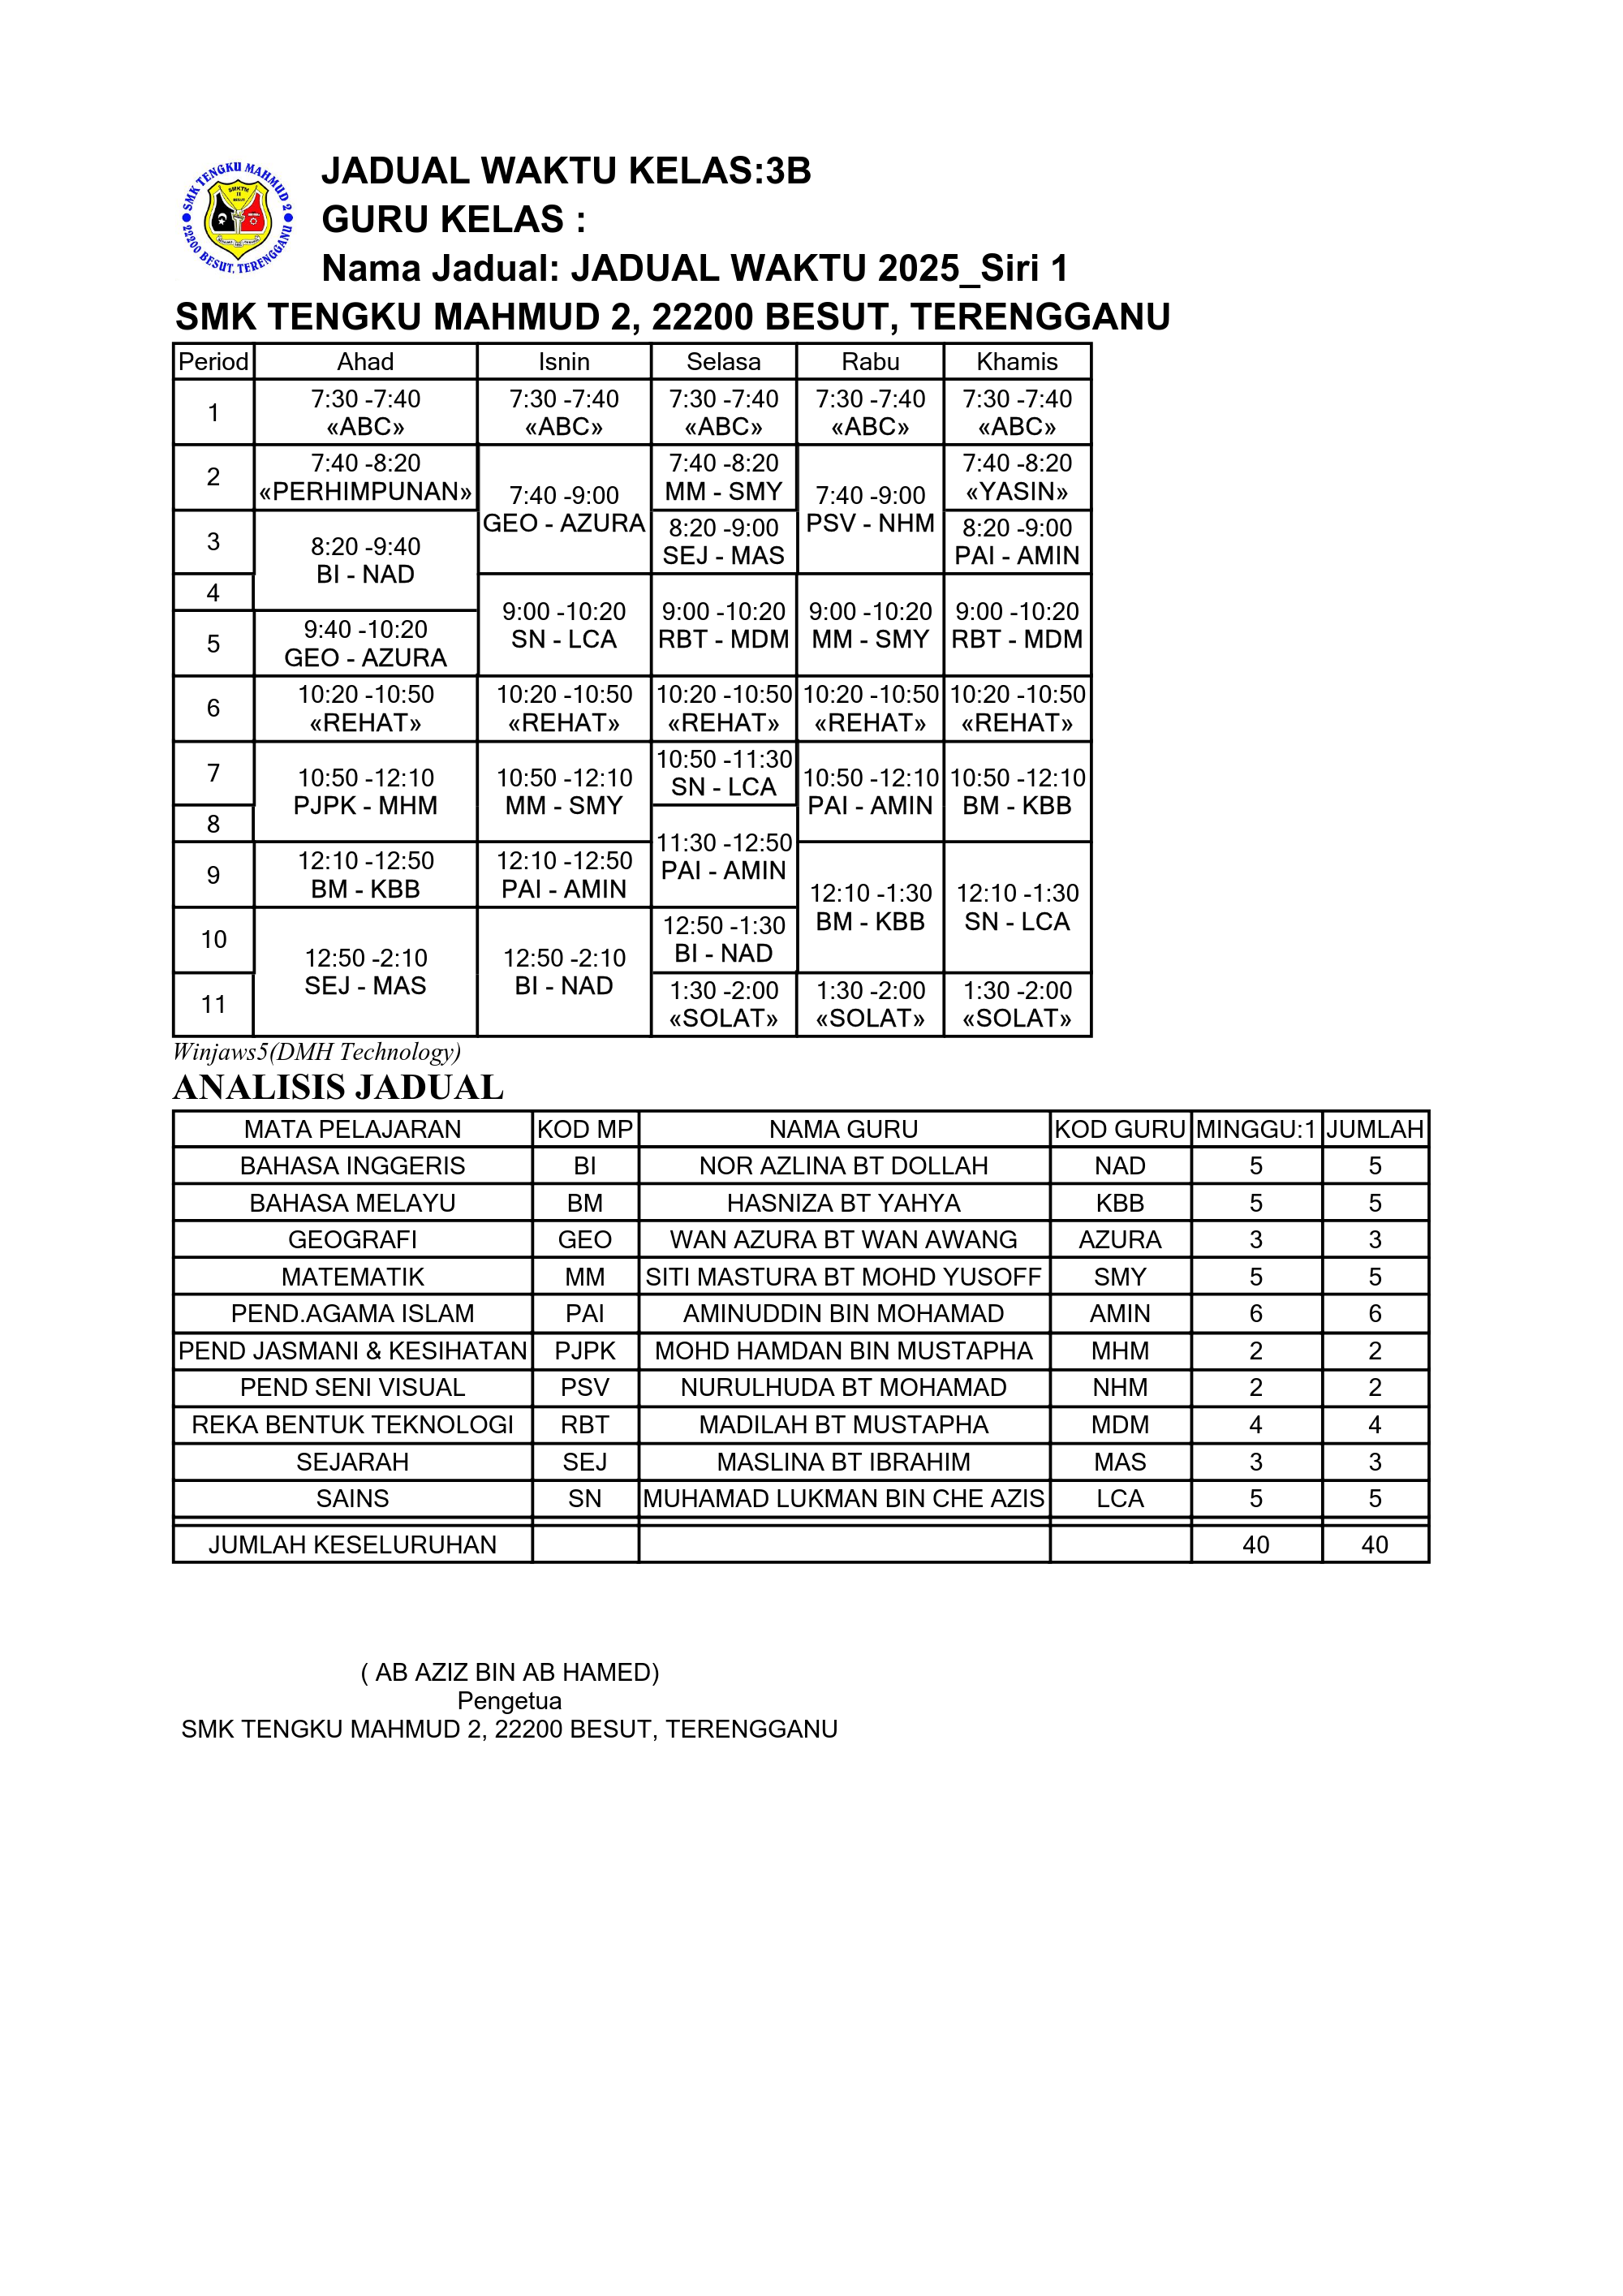 SMK TENGKU MAHMUD 2
22200 BESUT, TERENGGANU
JADUAL WAKTU KELAS:3B
GURU KELAS :
Nama Jadual: JADUAL WAKTU 2025_Siri 1
SMK TENGKU MAHMUD 2, 22200 BESUT, TERENGGANU
Period Ahad Isnin Selasa Rabu Khamis
1
7:30 -7:40 7:30 -7:40 7:30 -7:40 7:30 -7:40 7:30 -7:40
«ABC» «ABC» «ABC» «ABC» «ABC»
2
7:40 -8:20
«PERHIMPUNAN»
7:40 -9:00
GEO - AZURA
7:40 -8:20
MM - SMY
7:40 -9:00
PSV - NHM
7:40 -8:20
«YASIN»
3
8:20 -9:40
BI - NAD
8:20 -9:00
SEJ - MAS
8:20 -9:00
PAI - AMIN
4
9:00 -10:20
SN - LCA
9:00 -10:20
RBT - MDM
9:00 -10:20
MM - SMY
9:00 -10:20
RBT - MDM
5
9:40 -10:20
GEO - AZURA
6
10:20 -10:50 10:20 -10:50 10:20 -10:50 10:20 -10:50 10:20 -10:50
«REHAT» «REHAT» «REHAT» «REHAT» «REHAT»
7
10:50 -12:10
PJPK - MHM
10:50 -12:10
MM - SMY
10:50 -11:30
SN - LCA
10:50 -12:10
PAI - AMIN
10:50 -12:10
BM - KBB
8
11:30 -12:50
PAI - AMIN
9
12:10 -12:50
BM - KBB
12:10 -12:50
PAI - AMIN
12:10 -1:30
BM - KBB
12:10 -1:30
SN - LCA
10
12:50 -2:10
SEJ - MAS
12:50 -2:10
BI - NAD
12:50 -1:30
BI - NAD
11
1:30 -2:00 1:30 -2:00 1:30 -2:00
«SOLAT» «SOLAT» «SOLAT»
Winjaws5(DMH Technology)
ANALISIS JADUAL
MATA PELAJARAN KOD MP NAMA GURU KOD GURU MINGGU:1 JUMLAH
BAHASA INGGERIS BI NOR AZLINA BT DOLLAH NAD 5 5
BAHASA MELAYU BM HASNIZA BT YAHYA KBB 5 5
GEOGRAFI GEO WAN AZURA BT WAN AWANG AZURA 3 3
MATEMATIK MM SITI MASTURA BT MOHD YUSOFF SMY 5 5
PEND.AGAMA ISLAM PAI AMINUDDIN BIN MOHAMAD AMIN 6 6
PEND JASMANI & KESIHATAN PJPK MOHD HAMDAN BIN MUSTAPHA MHM 2 2
PEND SENI VISUAL PSV NURULHUDA BT MOHAMAD NHM 2 2
REKA BENTUK TEKNOLOGI RBT MADILAH BT MUSTAPHA MDM 4 4
SEJARAH SEJ MASLINA BT IBRAHIM MAS 3 3
SAINS SN MUHAMAD LUKMAN BIN CHE AZIS LCA 5 5
JUMLAH KESELURUHAN 40 40
( AB AZIZ BIN AB HAMED)
Pengetua
SMK TENGKU MAHMUD 2, 22200 BESUT, TERENGGANU